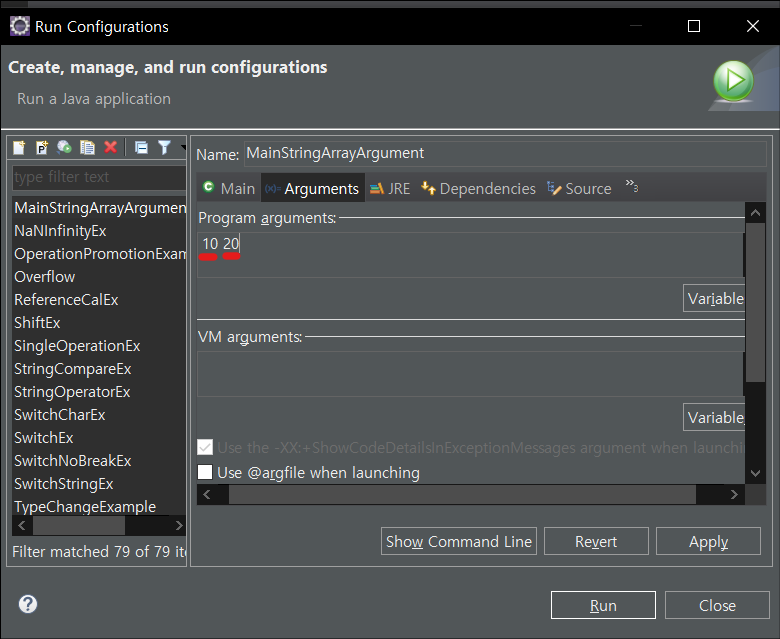 Run Configurations
Create, manage, and run configurations
Run a Java application
type filter text
MainStringArrayArgumen
NaNInfinityEx
OperationPromotionExam
Overflow
ReferenceCalEx
ShiftEx
SingleOperationEx
StringCompareEx
StringOperatorEx
SwitchCharEx
SwitchEx
SwitchNoBreakEx
SwitchStringEx
TypeChangeExample
Filter matched 79 of 79 ite
Name: MainStringArrayArgument
Main (x)= Arguments JRE Dependencies Source »3
Program arguments:
10 20
Variable
VM arguments:
Variable
Use the -XX:+ShowCodeDetailsInExceptionMessages argument when launchi
Use @argfile when launching
Show Command Line Revert Apply
Run Close